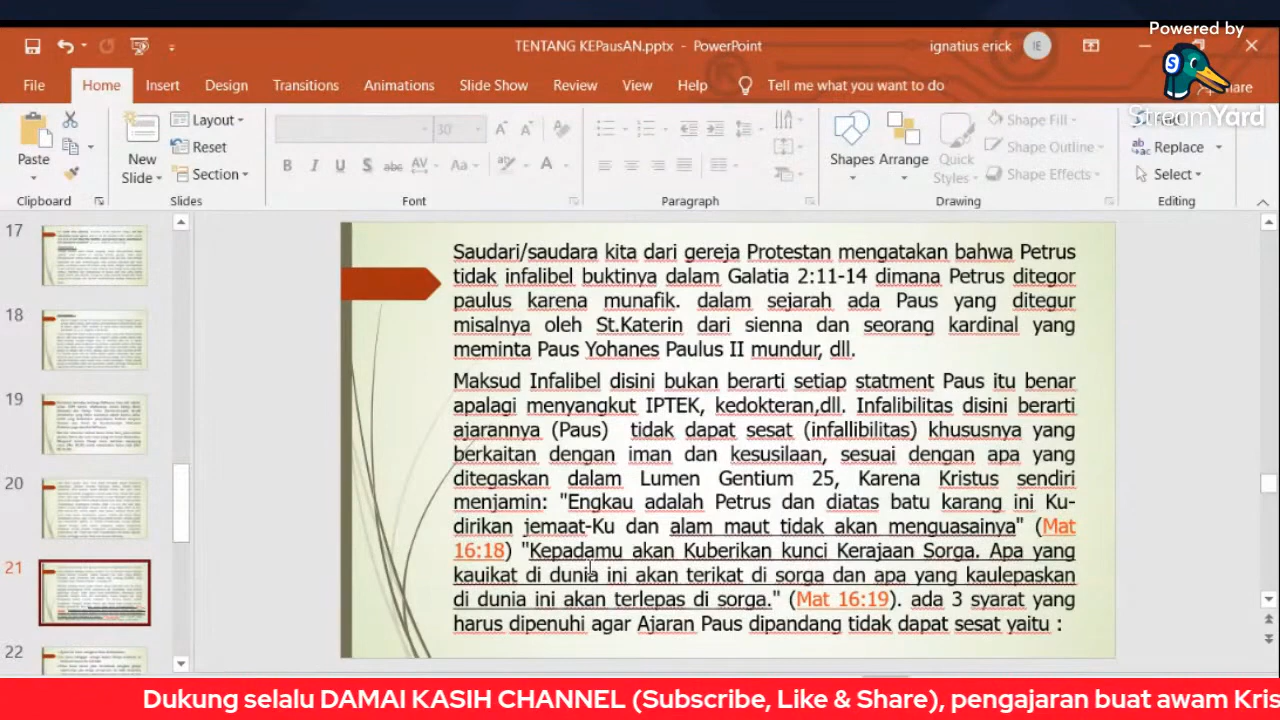 Powered by
StreamYard
TENTANG KEPausAN.pptx - PowerPoint
ignatius erick
IE
File Home Insert Design Transitions Animations Slide Show Review View Help Tell me what you want to do
Paste
New Slide
Layout
Reset
Section
30
Shapes
Arrange
Quick Styles
Shape Fill
Shape Outline
Shape Effects
Replace
Select
Clipboard Slides Font Paragraph Drawing Editing
17
18
19
20
21
22
Saudari/saudara kita dari gereja Protestan mengatakan bahwa Petrus
tidak infalibel buktinya dalam Galatia 2:11-14 dimana Petrus ditegor
paulus karena munafik. dalam sejarah ada Paus yang ditegur
misalnya oleh St.Katerin dari sienna dan seorang kardinal yang
meminta Paus Yohanes Paulus II mundur, dll.
Maksud Infalibel disini bukan berarti setiap statment Paus itu benar
apalagi menyangkut IPTEK, kedokteran,dll. Infalibilitas disini berarti
ajarannya (Paus) tidak dapat sesat (infallibilitas) khususnya yang
berkaitan dengan iman dan kesusilaan, sesuai dengan apa yang
ditegaskan dalam Lumen Gentium 25, Karena Kristus sendiri
menjamin: "Engkau adalah Petrus dan diatas batu karang ini Ku-
dirikan jemaat-Ku dan alam maut tidak akan menguasainya" (Mat
16:18) "Kepadamu akan Kuberikan kunci Kerajaan Sorga. Apa yang
kauikat di dunia ini akan terikat di sorga dan apa yang kaulepaskan
di dunia ini akan terlepas di sorga." (Mat 16:19). ada 3 syarat yang
harus dipenuhi agar Ajaran Paus dipandang tidak dapat sesat yaitu :
Dukung selalu DAMAI KASIH CHANNEL (Subscribe, Like & Share), pengajaran buat awam Kris